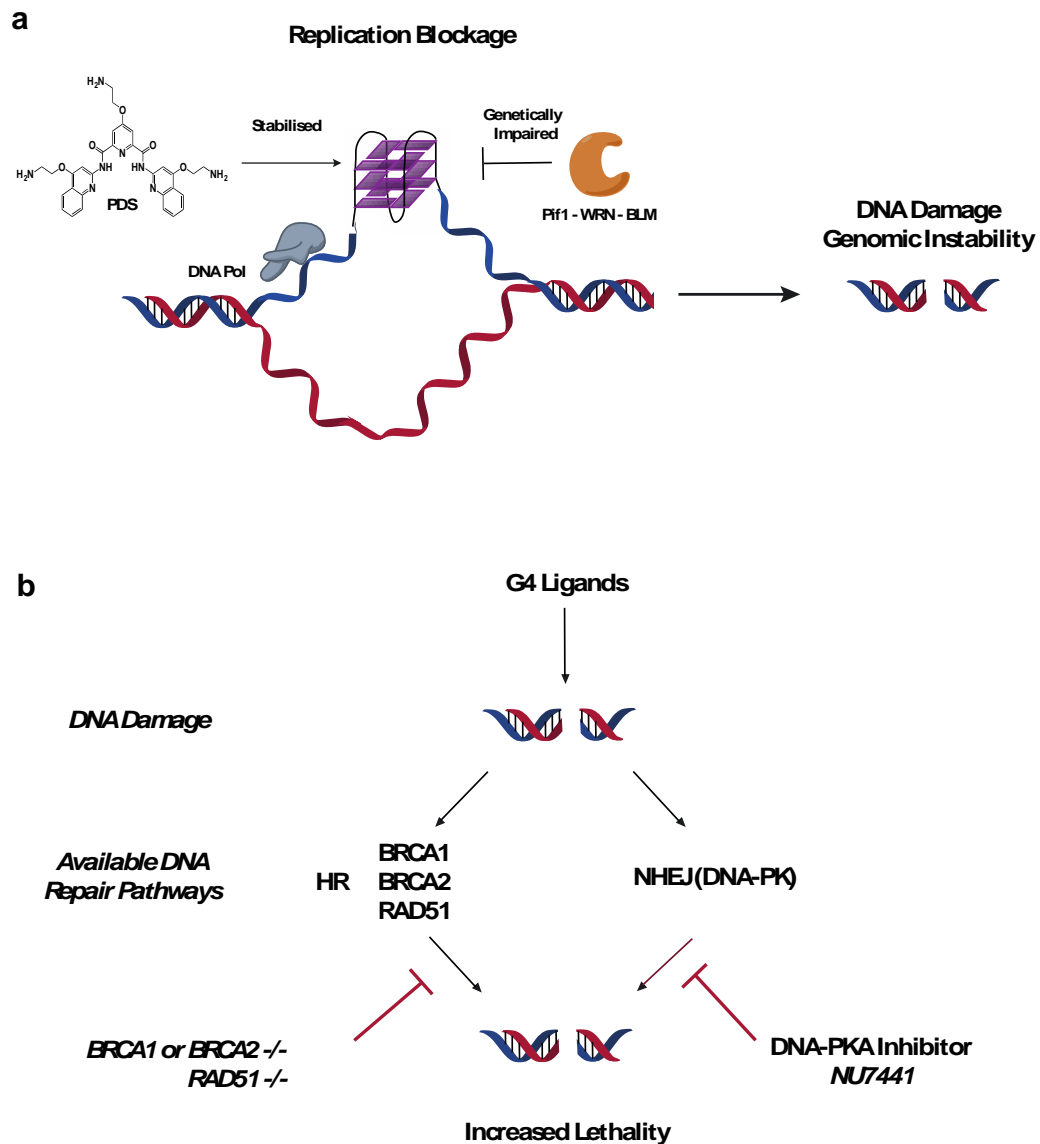 a
Replication Blockage
H₂N
O
Stabilised
Genetically
Impaired
O
O
N
H₂N
O
NH
NH
O
NH₂
N
N
PDS
Pif1 - WRN - BLM
DNA Damage
Genomic Instability
DNA Pol
b
G4 Ligands
DNA Damage
Available DNA
Repair Pathways
HR
BRCA1
BRCA2
RAD51
NHEJ (DNA-PK)
BRCA1 or BRCA2 -/-
RAD51 -/-
DNA-PKA Inhibitor
NU7441
Increased Lethality